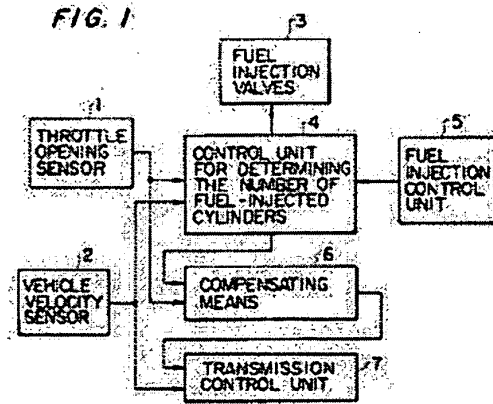 FIG. 1
3
FUEL
INJECTION
VALVES
1
THROTTLE
OPENING
SENSOR
4
CONTROL UNIT
FOR DETERMINING
THE NUMBER OF
FUEL-INJECTED
CYLINDERS
5
FUEL
INJECTION
CONTROL
UNIT
2
VEHICLE
VELOCITY
SENSOR
6
COMPENSATING
MEANS
TRANSMISSION
CONTROL UNIT
7